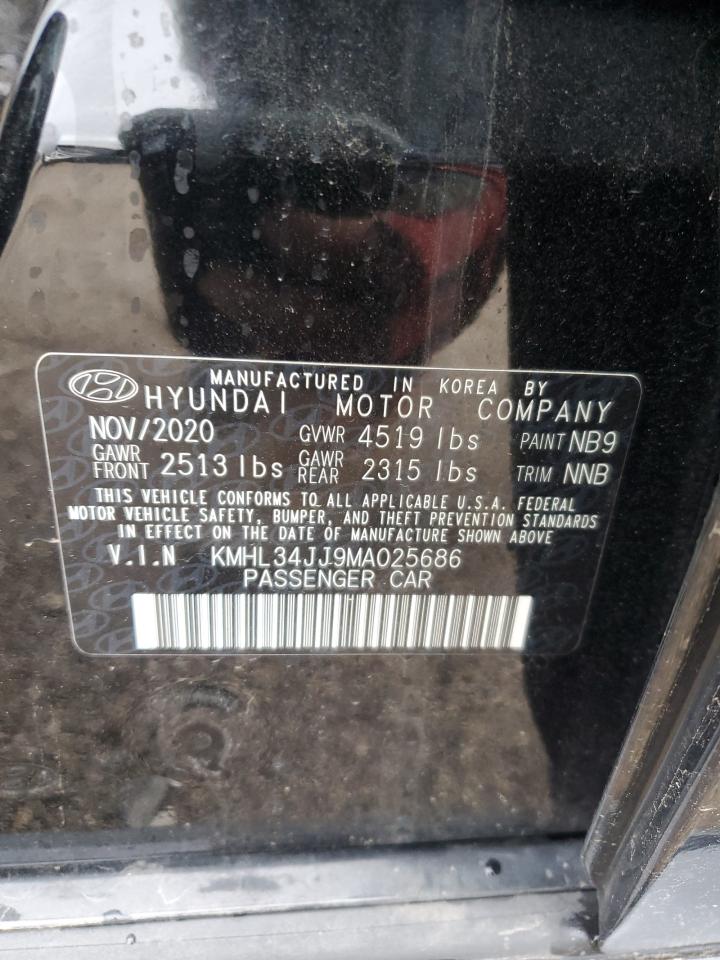 MANUFACTURED IN KOREA BY
HYUNDAI MOTOR COMPANY
NOV/2020 GVWR 4519 lbs PAINT NB9
GAWR FRONT 2513 lbs GAWR REAR 2315 lbs TRIM NNB
THIS VEHICLE CONFORMS TO ALL APPLICABLE U.S.A. FEDERAL
MOTOR VEHICLE SAFETY, BUMPER, AND THEFT PREVENTION STANDARDS
IN EFFECT ON THE DATE OF MANUFACTURE SHOWN ABOVE
V.I.N KMHL34JJ9MA025686
PASSENGER CAR